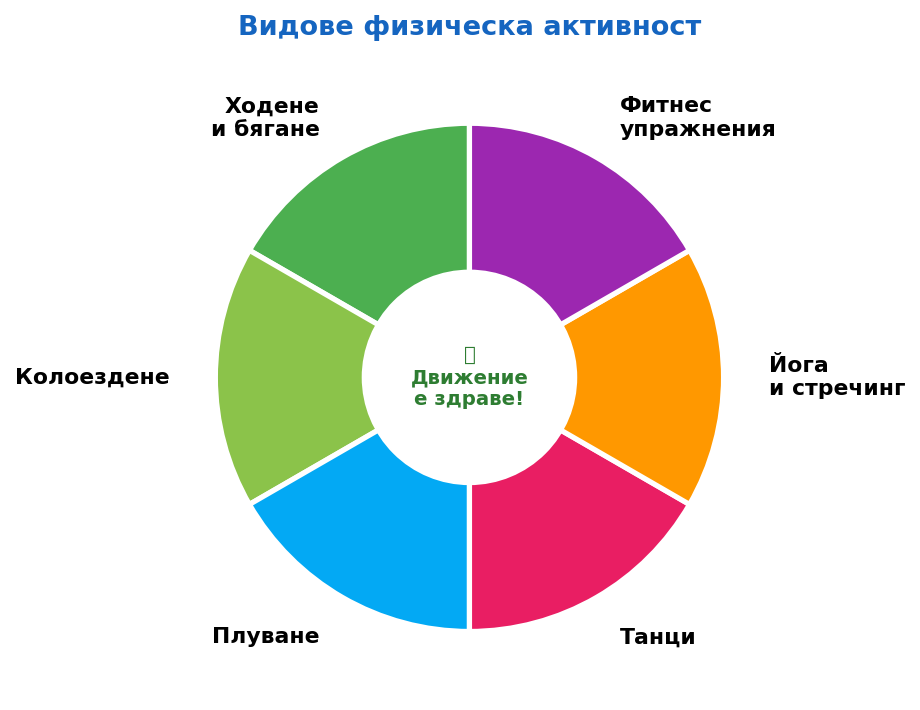 Видове физическа активност
Ходене
и бягане
Фитнес
упражнения
Колоездене
Движение
е здраве!
Йога
и стречинг
Плуване
Танци